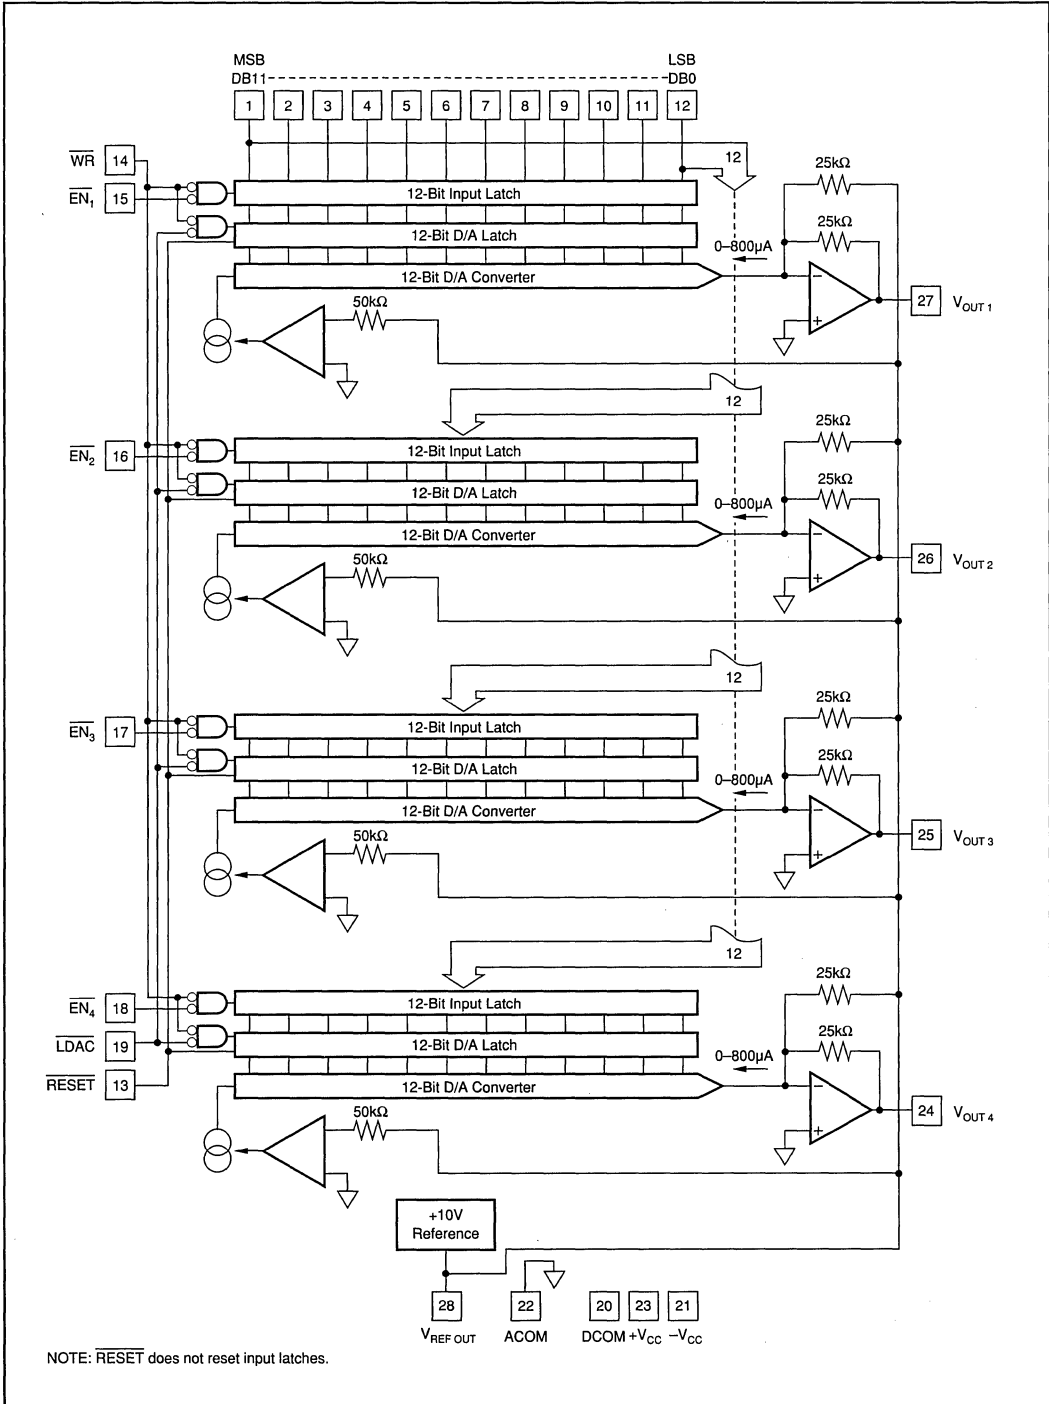 MSB LSB
DB11 DB0
1 2 3 4 5 6 7 8 9 10 11 12
WR 14
12
25kΩ
EN1 15
12-Bit Input Latch
25kΩ
12-Bit D/A Latch
0–800µA
12-Bit D/A Converter
−
27 VOUT 1
50kΩ
+
12
25kΩ
EN2 16
12-Bit Input Latch
25kΩ
12-Bit D/A Latch
0–800µA
12-Bit D/A Converter
−
26 VOUT 2
50kΩ
+
12
25kΩ
EN3 17
12-Bit Input Latch
25kΩ
12-Bit D/A Latch
0–800µA
12-Bit D/A Converter
−
25 VOUT 3
50kΩ
+
12
25kΩ
EN4 18
12-Bit Input Latch
25kΩ
LDAC 19
12-Bit D/A Latch
0–800µA
RESET 13
12-Bit D/A Converter
−
24 VOUT 4
50kΩ
+
+10V
Reference
28 22 20 23 21
VREF OUT ACOM DCOM +VCC −VCC
NOTE: RESET does not reset input latches.